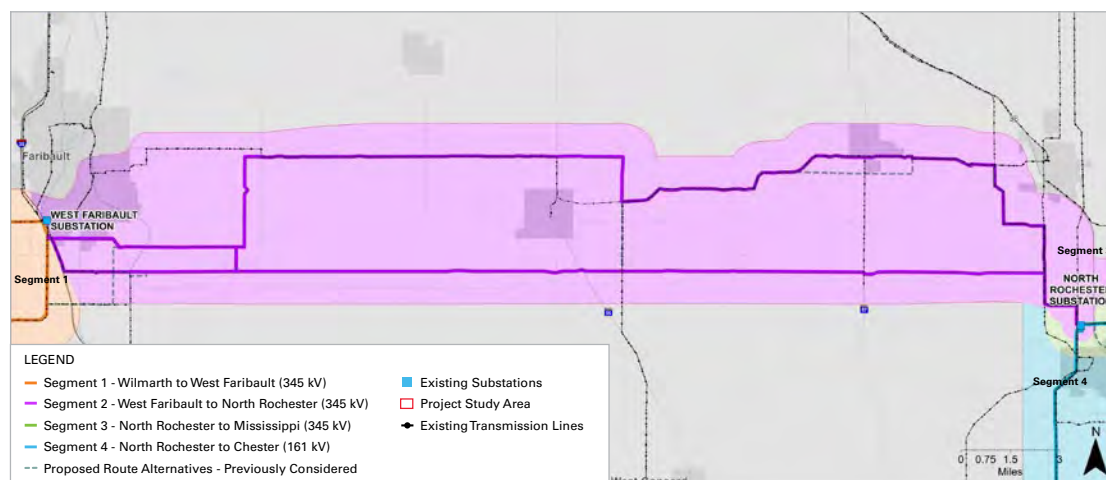 Faribault
WEST FARIBAULT
SUBSTATION
Segment 1
Segment
NORTH
ROCHESTER
SUBSTATIO
Segment 4
LEGEND
Segment 1 - Wilmarth to West Faribault (345 kV)
Segment 2 - West Faribault to North Rochester (345 kV)
Segment 3 - North Rochester to Mississippi (345 kV)
Segment 4 - North Rochester to Chester (161 kV)
Proposed Route Alternatives - Previously Considered
Existing Substations
Project Study Area
Existing Transmission Lines
N
0 0.75 1.5 3
Miles
West Concord